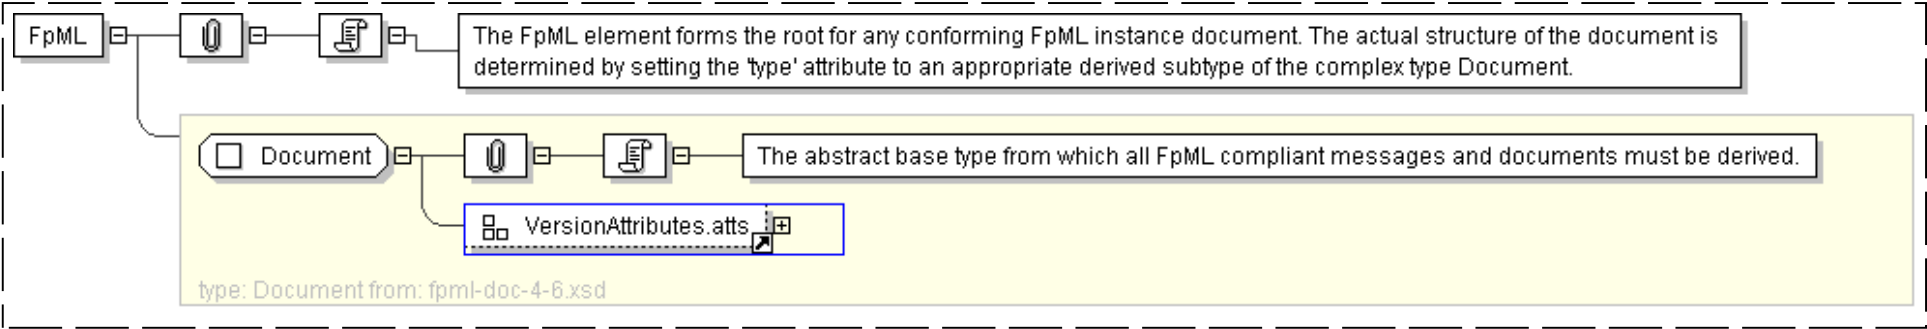 FpML
The FpML element forms the root for any conforming FpML instance document. The actual structure of the document is
determined by setting the 'type' attribute to an appropriate derived subtype of the complex type Document.
Document
The abstract base type from which all FpML compliant messages and documents must be derived.
VersionAttributes.atts
type: Document from: fpml-doc-4-6.xsd